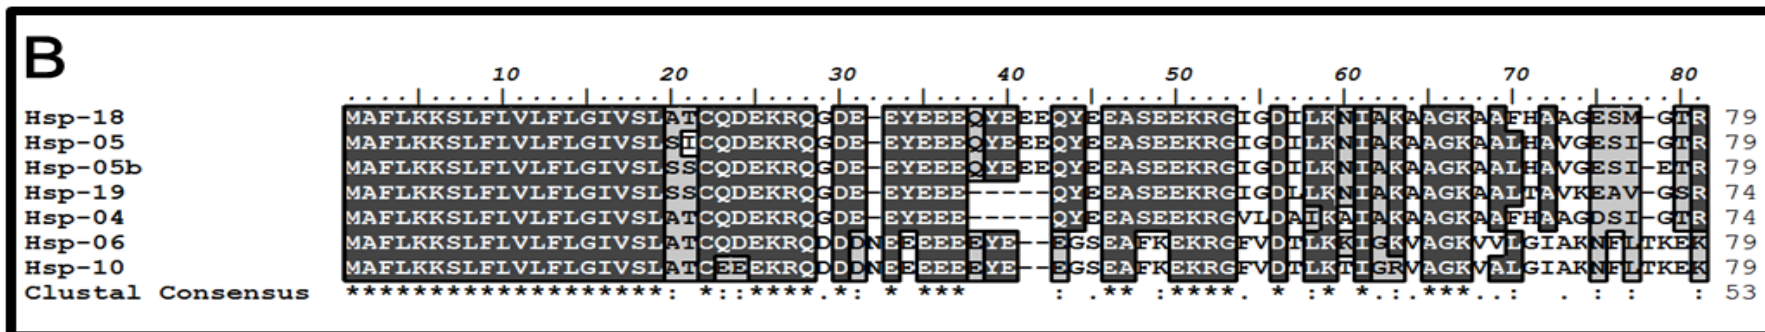 B
10 20 30 40 50 60 70 80
Hsp-18 MAFLKKSLFLVLFLGIVSLATCQDEKRQGDE-EYEEEQYEEEQYEEASEEKRGIGDILKNIAKAAGKAAFHAAGESM-GTR 79
Hsp-05 MAFLKKSLFLVLFLGIVSLSICQDEKRQGDE-EYEEEQYEEEQYEEASEEKRGIGDILKNIAKAAGKAALHAVGESI-GTR 79
Hsp-05b MAFLKKSLFLVLFLGIVSLSSCQDEKRQGDE-EYEEEQYEEEQYEEASEEKRGIGDILKNIAKAAGKAALHAVGESI-ETR 79
Hsp-19 MAFLKKSLFLVLFLGIVSLSSCQDEKRQGDE-EYEEE-----QYEEASEEKRGIGDLLKNIAKAAGKAALTAVKEAV-GSR 74
Hsp-04 MAFLKKSLFLVLFLGIVSLATCQDEKRQGDE-EYEEE-----QYEEASEEKRGVLDAIKAIAKAAGKAAFHAAGDSI-GTR 74
Hsp-06 MAFLKKSLFLVLFLGIVSLATCQDEKRQDDDNEEEEEEYE--EGSEAFKEKRGFVDTLKKIGKVAGKVVLGIAKNFLTKEK 79
Hsp-10 MAFLKKSLFLVLFLGIVSLATCEEEKRQDDDNEEEEEEYE--EGSEAFKEKRGFVDTLKTIGRVAGKVALGIAKNFLTKEK 79
Clustal Consensus *******************: *::****.*: * ***     : .** :****. * :* *.:.***..:  . : :   : 53